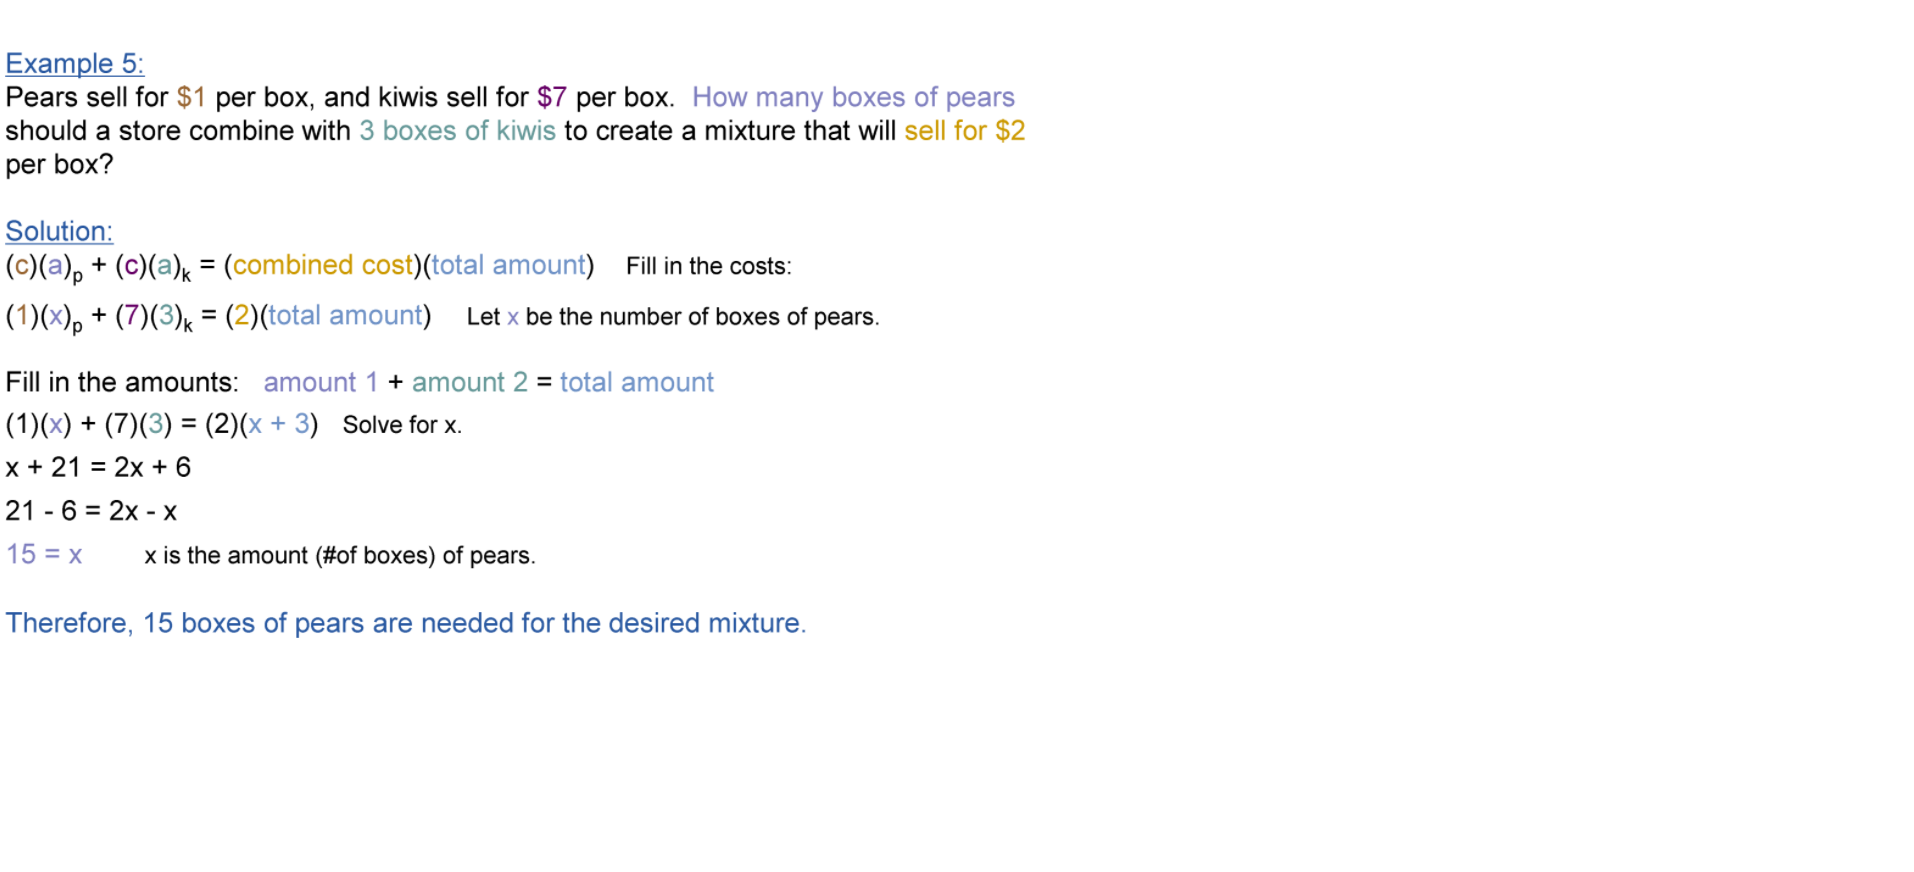 Example 5:
Pears sell for $1 per box, and kiwis sell for $7 per box.  How many boxes of pears
should a store combine with 3 boxes of kiwis to create a mixture that will sell for $2
per box?
Solution:
(c)(a)p + (c)(a)k = (combined cost)(total amount)    Fill in the costs:
(1)(x)p + (7)(3)k = (2)(total amount)    Let x be the number of boxes of pears.
Fill in the amounts:   amount 1 + amount 2 = total amount
(1)(x) + (7)(3) = (2)(x + 3)   Solve for x.
x + 21 = 2x + 6
21 - 6 = 2x - x
15 = x        x is the amount (#of boxes) of pears.
Therefore, 15 boxes of pears are needed for the desired mixture.